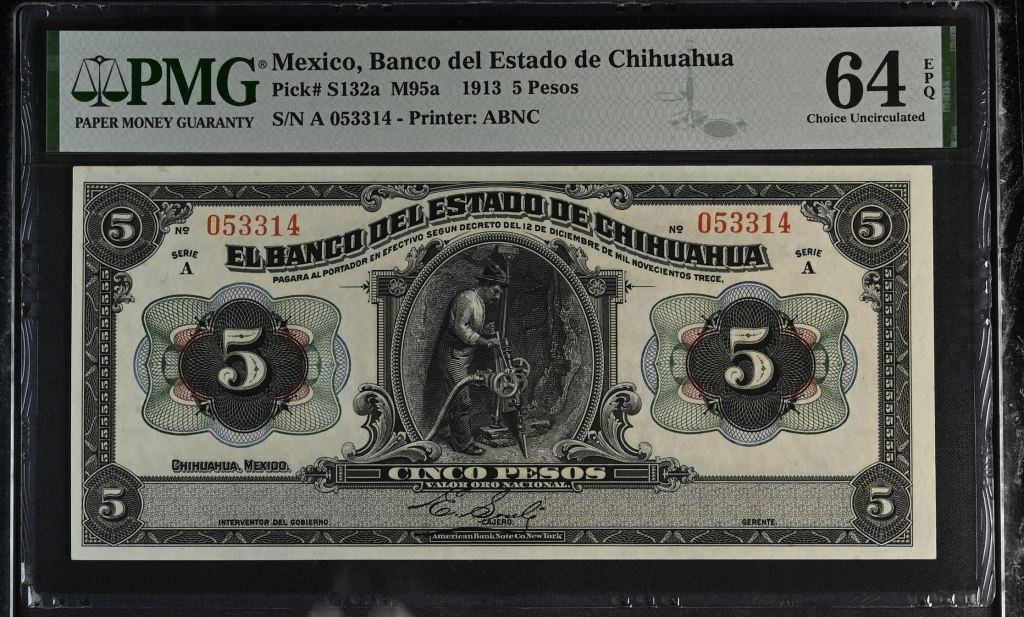 PMG® Mexico, Banco del Estado de Chihuahua
Pick# S132a M95a 1913 5 Pesos
PAPER MONEY GUARANTY
S/N A 053314 - Printer: ABNC
64 EPQ
Choice Uncirculated
5
Nº 053314
Nº 053314
5
EL BANCO DEL ESTADO DE CHIHUAHUA
PAGARA AL PORTADOR EN EFECTIVO SEGUN DECRETO DEL 12 DE DICIEMBRE DE MIL NOVECIENTOS TRECE.
SERIE
A
SERIE
A
5
5
CHIHUAHUA, MEXICO.
CINCO PESOS
VALOR ORO NACIONAL.
5
5
INTERVENTOR DEL GOBIERNO
CAJERO.
GERENTE
American Bank Note Co. New York